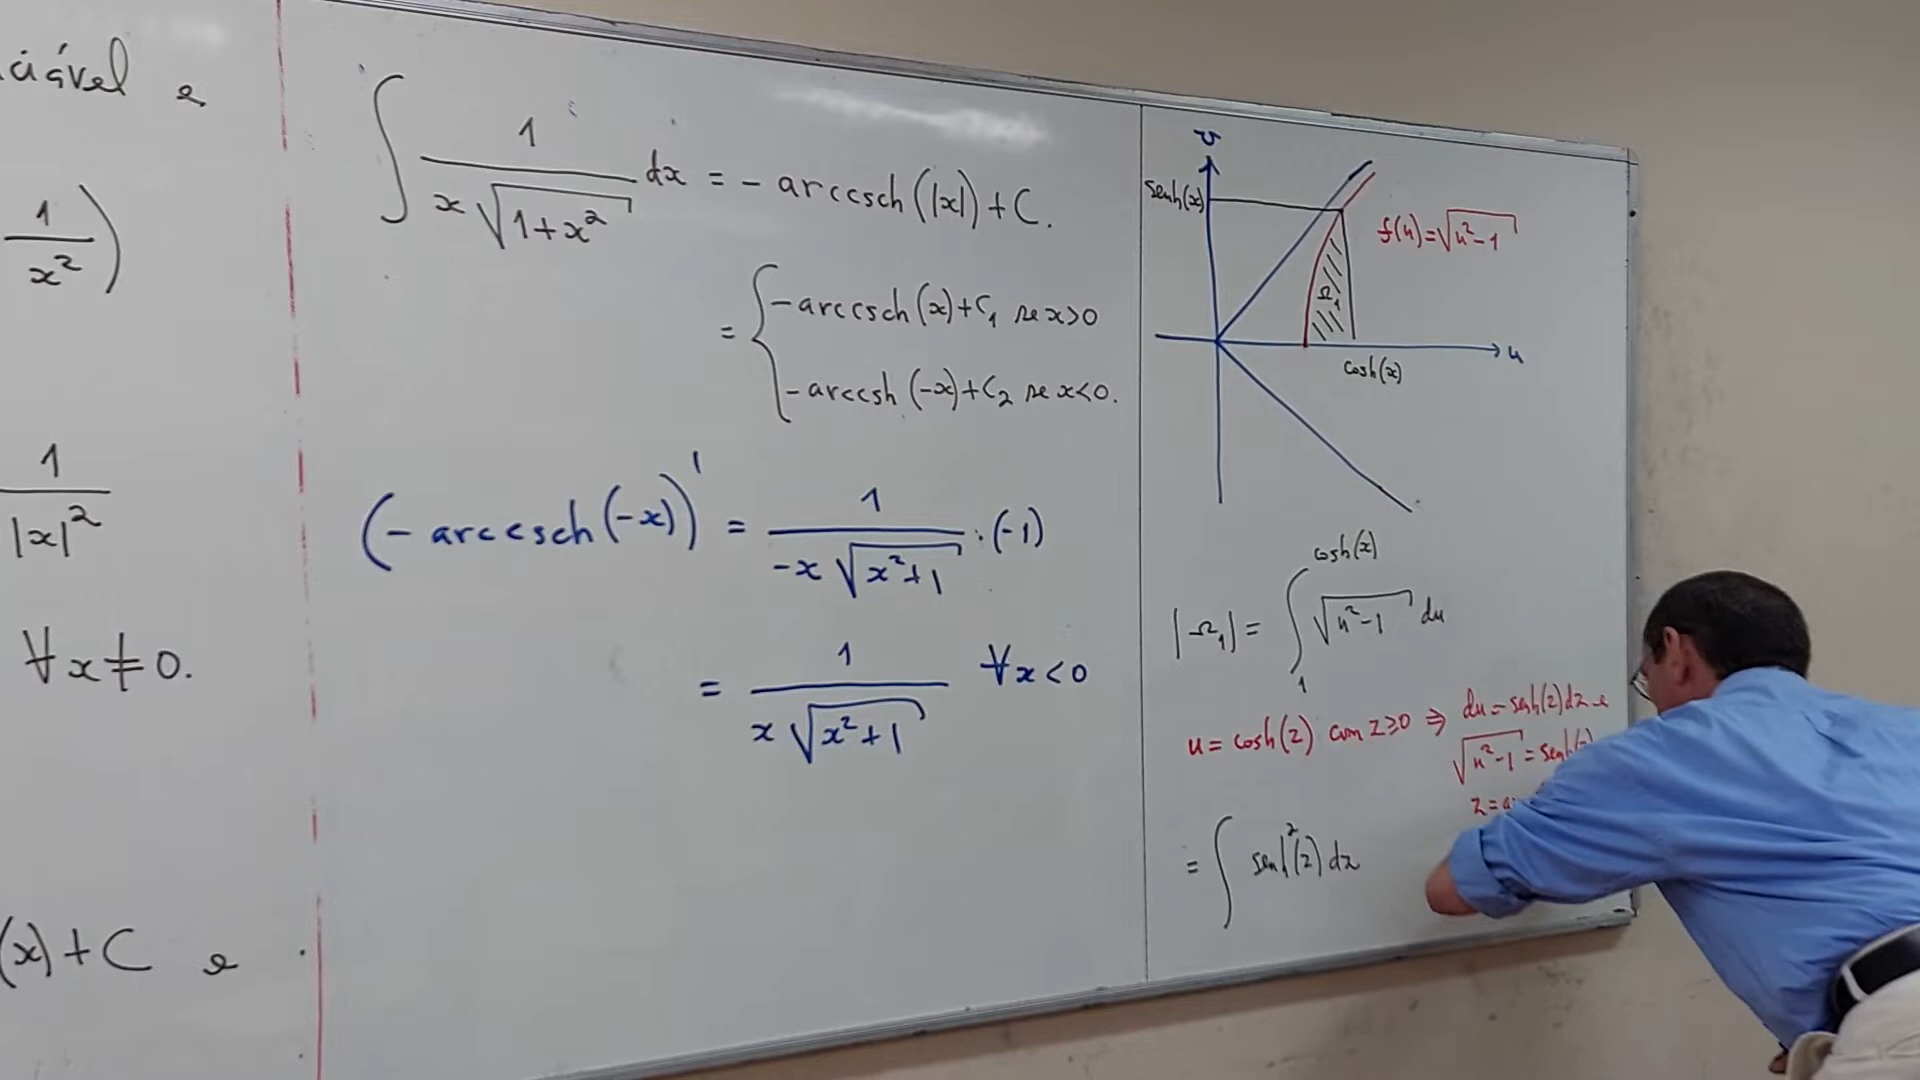 ciável e
1/x²)
1/|x|²
∀x≠0.
(x)+C e
∫ 1/(x√(1+x²)) dx = - arccsch(|x|)+C.
= { -arccsch(x)+C₁ se x>0
-arccsh(-x)+C₂ se x<0.
(- arccsch(-x))' = 1/(-x√(x²+1)) · (-1)
= 1/(x√(x²+1)) ∀x<0
v
senh(x)
f(u)=√(u²-1)
Ω₁
u
cosh(x)
|Ω₁| = ∫₁^cosh(x) √(u²-1) du
u = cosh(z) com z≥0 ⇒ du=senh(z)dz e
√(u²-1) = senh(z)
z=a
= ∫ senh²(z) dz